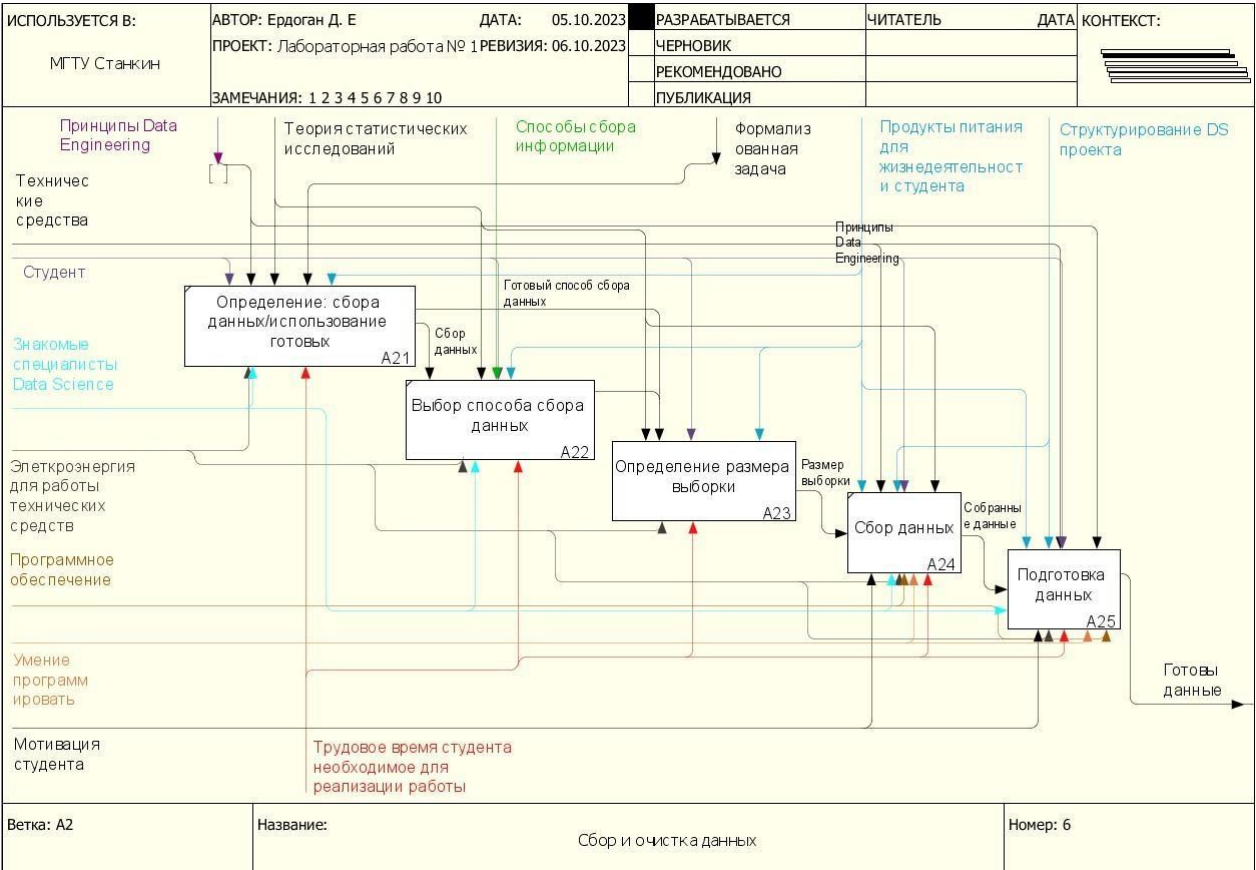 ИСПОЛЬЗУЕТСЯ В:
МГТУ Станкин
АВТОР: Ердоган Д. Е
ДАТА: 05.10.2023
ПРОЕКТ: Лабораторная работа № 1
РЕВИЗИЯ: 06.10.2023
ЗАМЕЧАНИЯ: 1 2 3 4 5 6 7 8 9 10
РАЗРАБАТЫВАЕТСЯ
ЧЕРНОВИК
РЕКОМЕНДОВАНО
ПУБЛИКАЦИЯ
ЧИТАТЕЛЬ
ДАТА
КОНТЕКСТ:
Принципы Data
Engineering
Теория статистических
исследований
Способы сбора
информации
Формализ
ованная
задача
Продукты питания
для
жизнедеятельност
и студента
Структурирование DS
проекта
Техничес
кие
средства
Принципы
Data
Engineering
Студент
Определение: сбора
данных/использование
готовых
A21
Готовый способ сбора
данных
Сбор
данных
Знакомые
специалисты
Data Science
Выбор способа сбора
данных
A22
Определение размера
выборки
A23
Размер
выборки
Сбор данных
A24
Собранны
е данные
Подготовка
данных
A25
Элеткроэнергия
для работы
технических
средств
Программное
обеспечение
Умение
програм
ировать
Готовы
данные
Мотивация
студента
Трудовое время студента
необходимое для
реализации работы
Ветка: A2
Название:
Сбор и очистка данных
Номер: 6